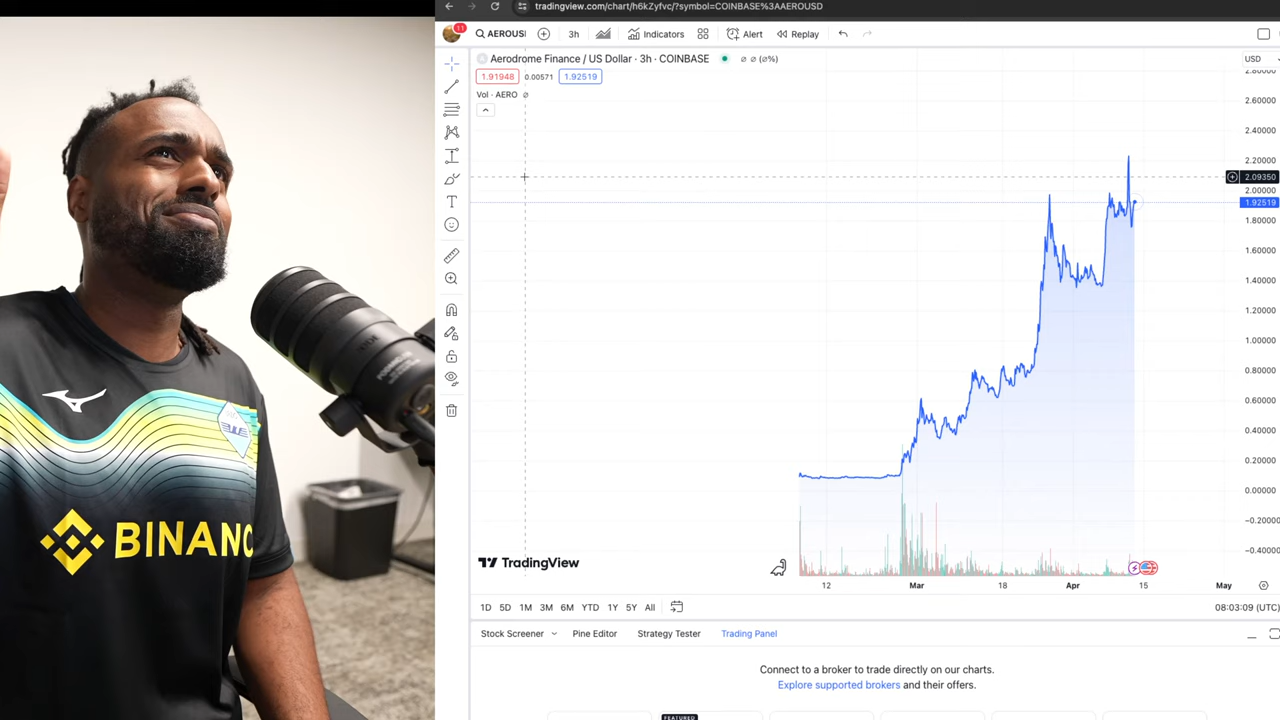 tradingview.com/chart/h6kZyfvc/?symbol=COINBASE%3AAEROUSD
11
AEROUS
3h
Indicators
Alert
Replay
Aerodrome Finance / US Dollar · 3h · COINBASE
∅ ∅ (∅%)
USD
1.91948
0.00571
1.92519
Vol · AERO ∅
2.80000
2.60000
2.40000
2.20000
2.09350
2.00000
1.92519
1.80000
1.60000
1.40000
1.20000
1.00000
0.80000
0.60000
0.40000
0.20000
0.00000
−0.20000
−0.40000
TradingView
12
Mar
18
Apr
15
May
1D 5D 1M 3M 6M YTD 1Y 5Y All
08:03:09 (UTC)
Stock Screener
Pine Editor
Strategy Tester
Trading Panel
Connect to a broker to trade directly on our charts.
Explore supported brokers and their offers.
FEATURED
BINANC